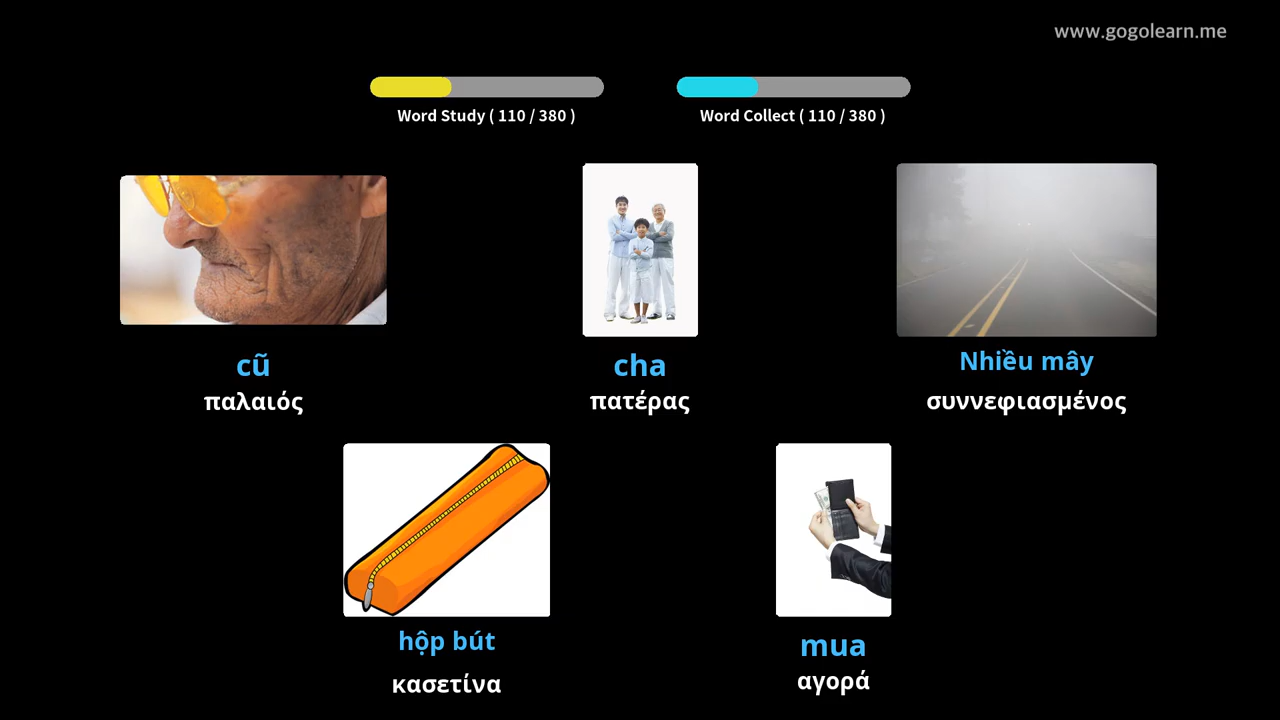 www.gogolearn.me
Word Study ( 110 / 380 )
Word Collect ( 110 / 380 )
cũ
παλαιός
cha
πατέρας
Nhiều mây
συννεφιασμένος
hộp bút
κασετίνα
mua
αγορά